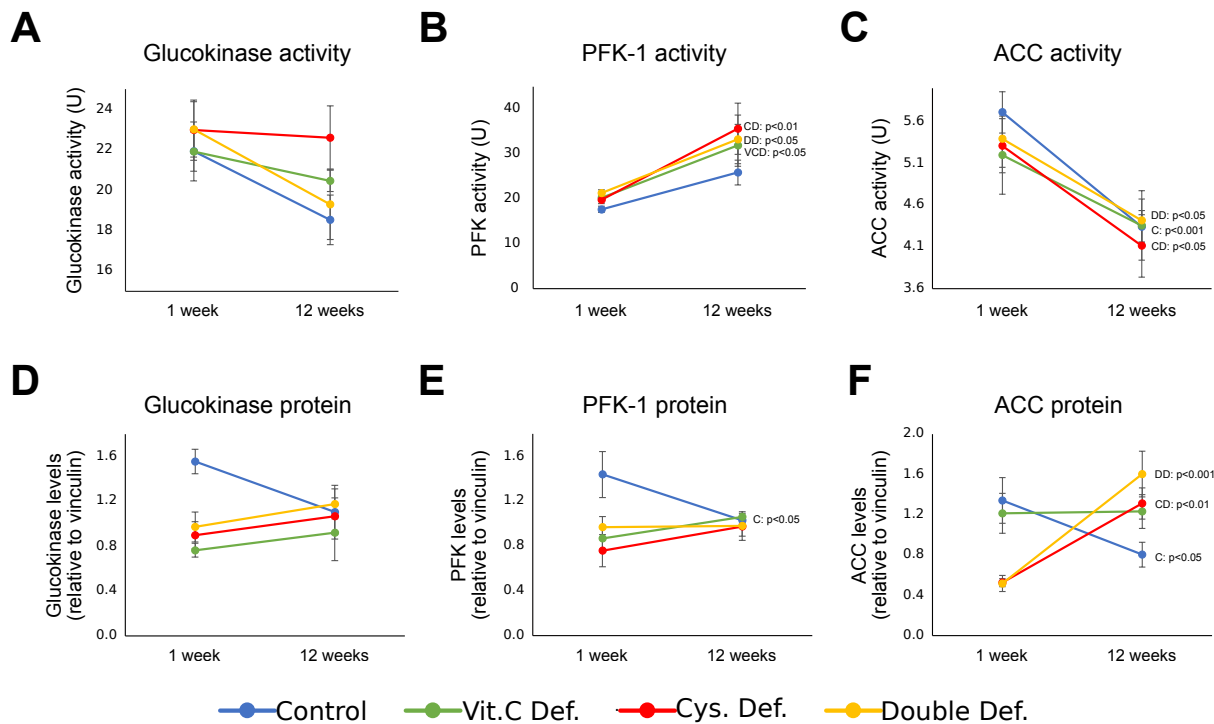 A
Glucokinase activity
Glucokinase activity (U)
24
22
20
18
16
1 week
12 weeks
B
PFK-1 activity
PFK activity (U)
40
30
20
10
0
CD: p<0.01
DD: p<0.05
VCD: p<0.05
1 week
12 weeks
C
ACC activity
ACC activity (U)
5.6
5.1
4.6
4.1
3.6
DD: p<0.05
C: p<0.001
CD: p<0.05
1 week
12 weeks
D
Glucokinase protein
Glucokinase levels
(relative to vinculin)
1.6
1.2
0.8
0.4
0.0
1 week
12 weeks
E
PFK-1 protein
PFK levels
(relative to vinculin)
1.6
1.2
0.8
0.4
0.0
C: p<0.05
1 week
12 weeks
F
ACC protein
ACC levels
(relative to vinculin)
2.0
1.6
1.2
0.8
0.4
0.0
DD: p<0.001
CD: p<0.01
C: p<0.05
1 week
12 weeks
Control
Vit.C Def.
Cys. Def.
Double Def.